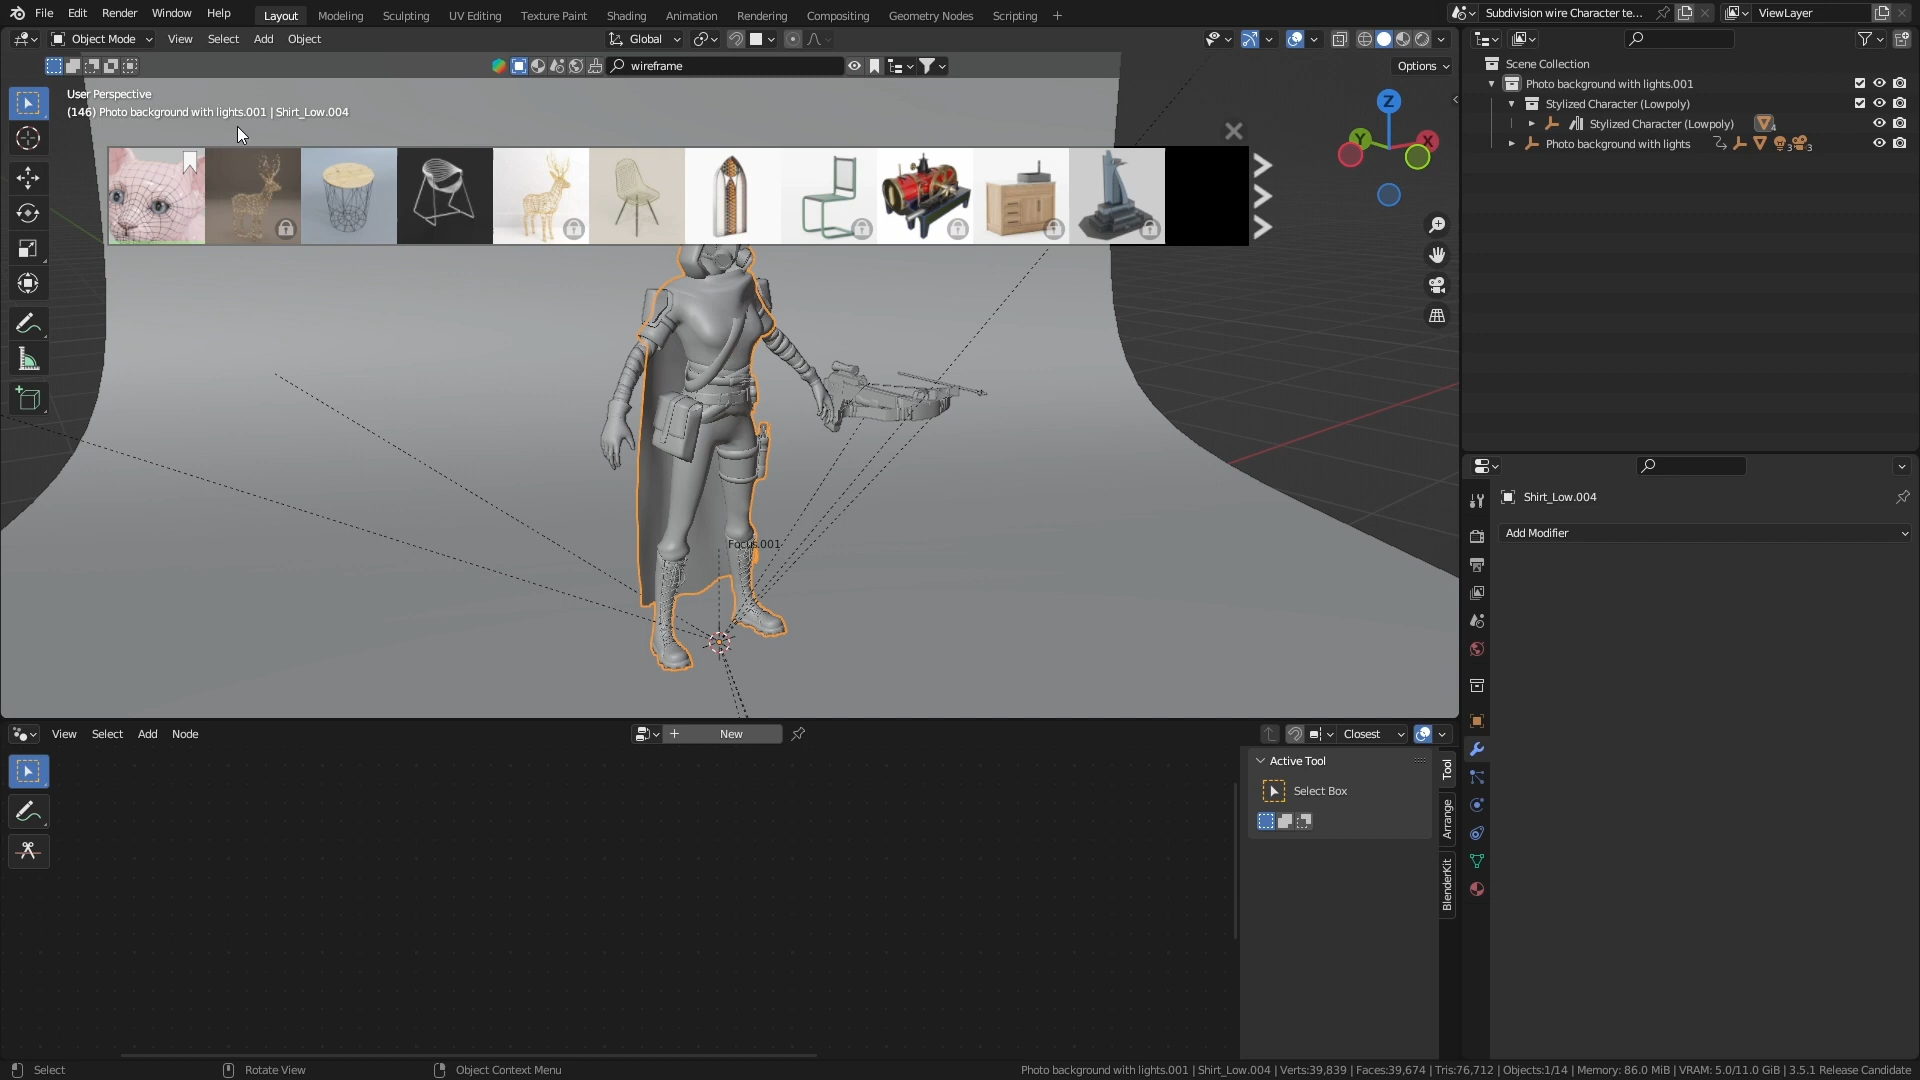 File Edit Render Window Help Layout Modeling Sculpting UV Editing Texture Paint Shading Animation Rendering Compositing Geometry Nodes Scripting + Subdivision wire Character te... ViewLayer
Object Mode View Select Add Object Global
wireframe Options
User Perspective
(146) Photo background with lights.001 | Shirt_Low.004
Z
Y X
Focus.001
Scene Collection
Photo background with lights.001
Stylized Character (Lowpoly)
Stylized Character (Lowpoly) 4
Photo background with lights 3 3
Shirt_Low.004
Add Modifier
View Select Add Node + New Closest
Active Tool
Select Box
Tool
Arrange
BlenderKit
Select Rotate View Object Context Menu Photo background with lights.001 | Shirt_Low.004 | Verts:39,839 | Faces:39,674 | Tris:76,712 | Objects:1/14 | Memory: 86.0 MiB | VRAM: 5.0/11.0 GiB | 3.5.1 Release Candidate